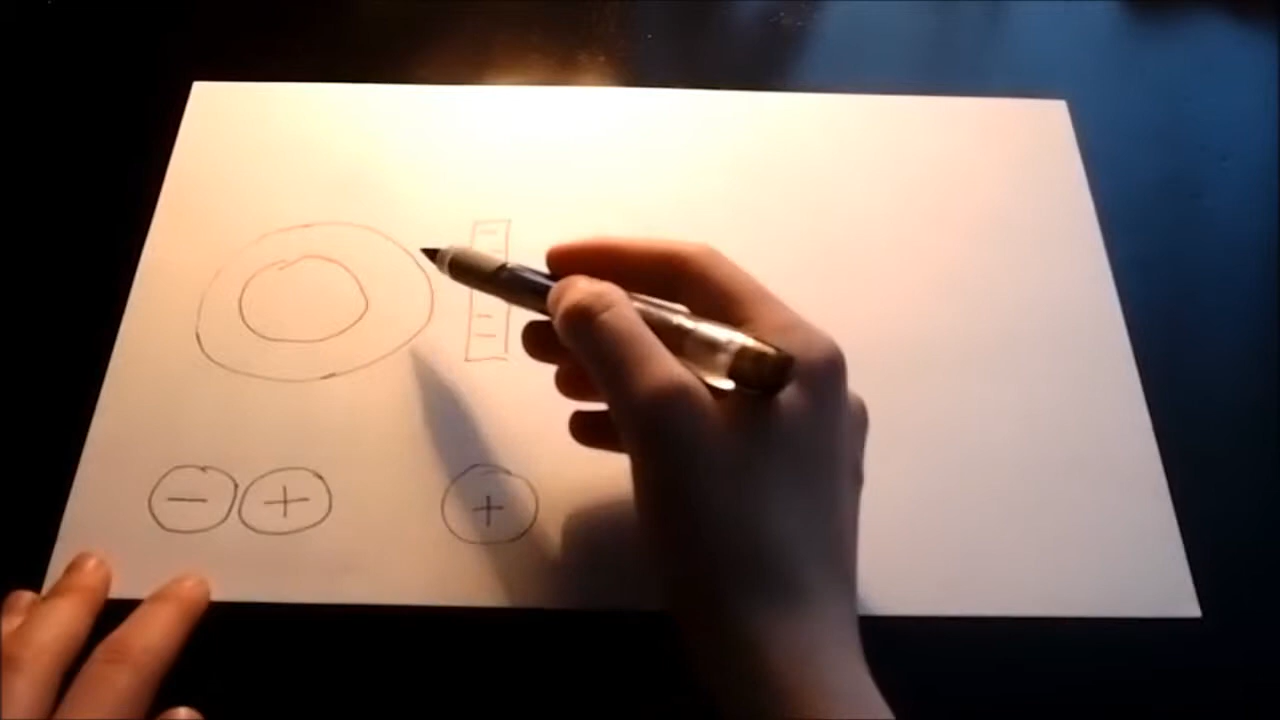 − + +